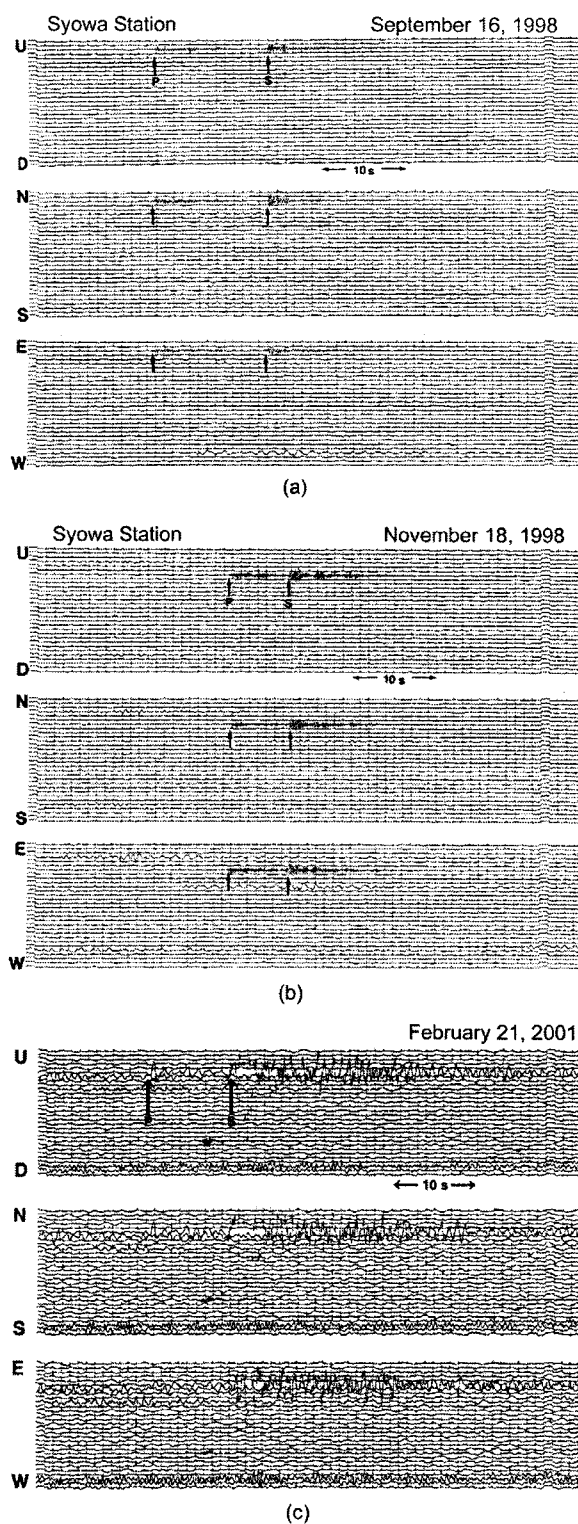 Syowa Station September 16, 1998
U
P S
D
10 s
N
S
E
W
(a)
Syowa Station November 18, 1998
U
P S
D
10 s
N
S
E
W
(b)
February 21, 2001
U
D
10 s
N
S
E
W
(c)